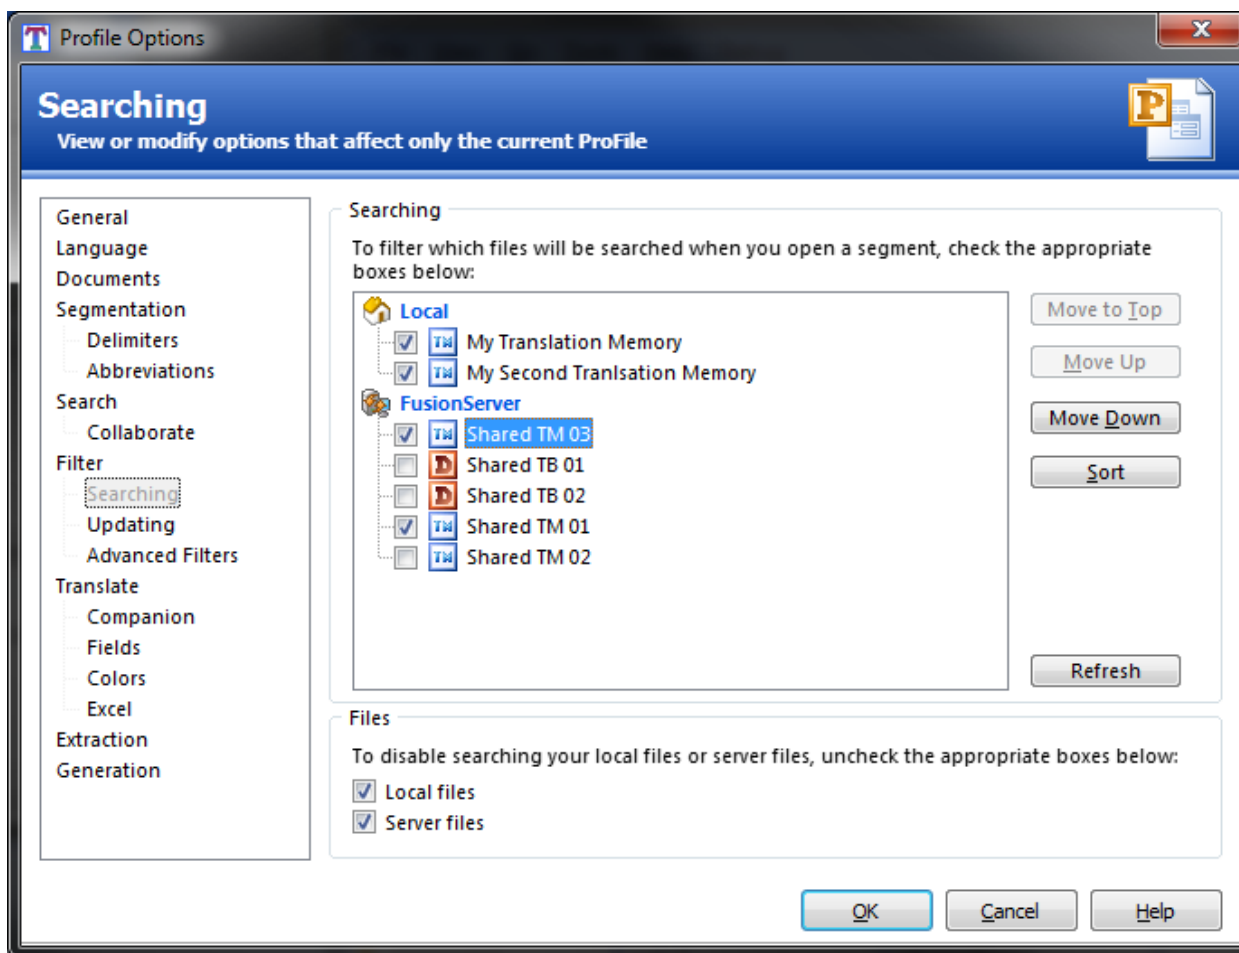 Profile Options
Searching
View or modify options that affect only the current ProFile
General
Language
Documents
Segmentation
Delimiters
Abbreviations
Search
Collaborate
Filter
Searching
Updating
Advanced Filters
Translate
Companion
Fields
Colors
Excel
Extraction
Generation
Searching
To filter which files will be searched when you open a segment, check the appropriate
boxes below:
Local
TM My Translation Memory
TM My Second Tranlsation Memory
FusionServer
TM Shared TM 03
D Shared TB 01
D Shared TB 02
TM Shared TM 01
TM Shared TM 02
Move to Top
Move Up
Move Down
Sort
Refresh
Files
To disable searching your local files or server files, uncheck the appropriate boxes below:
Local files
Server files
OK
Cancel
Help